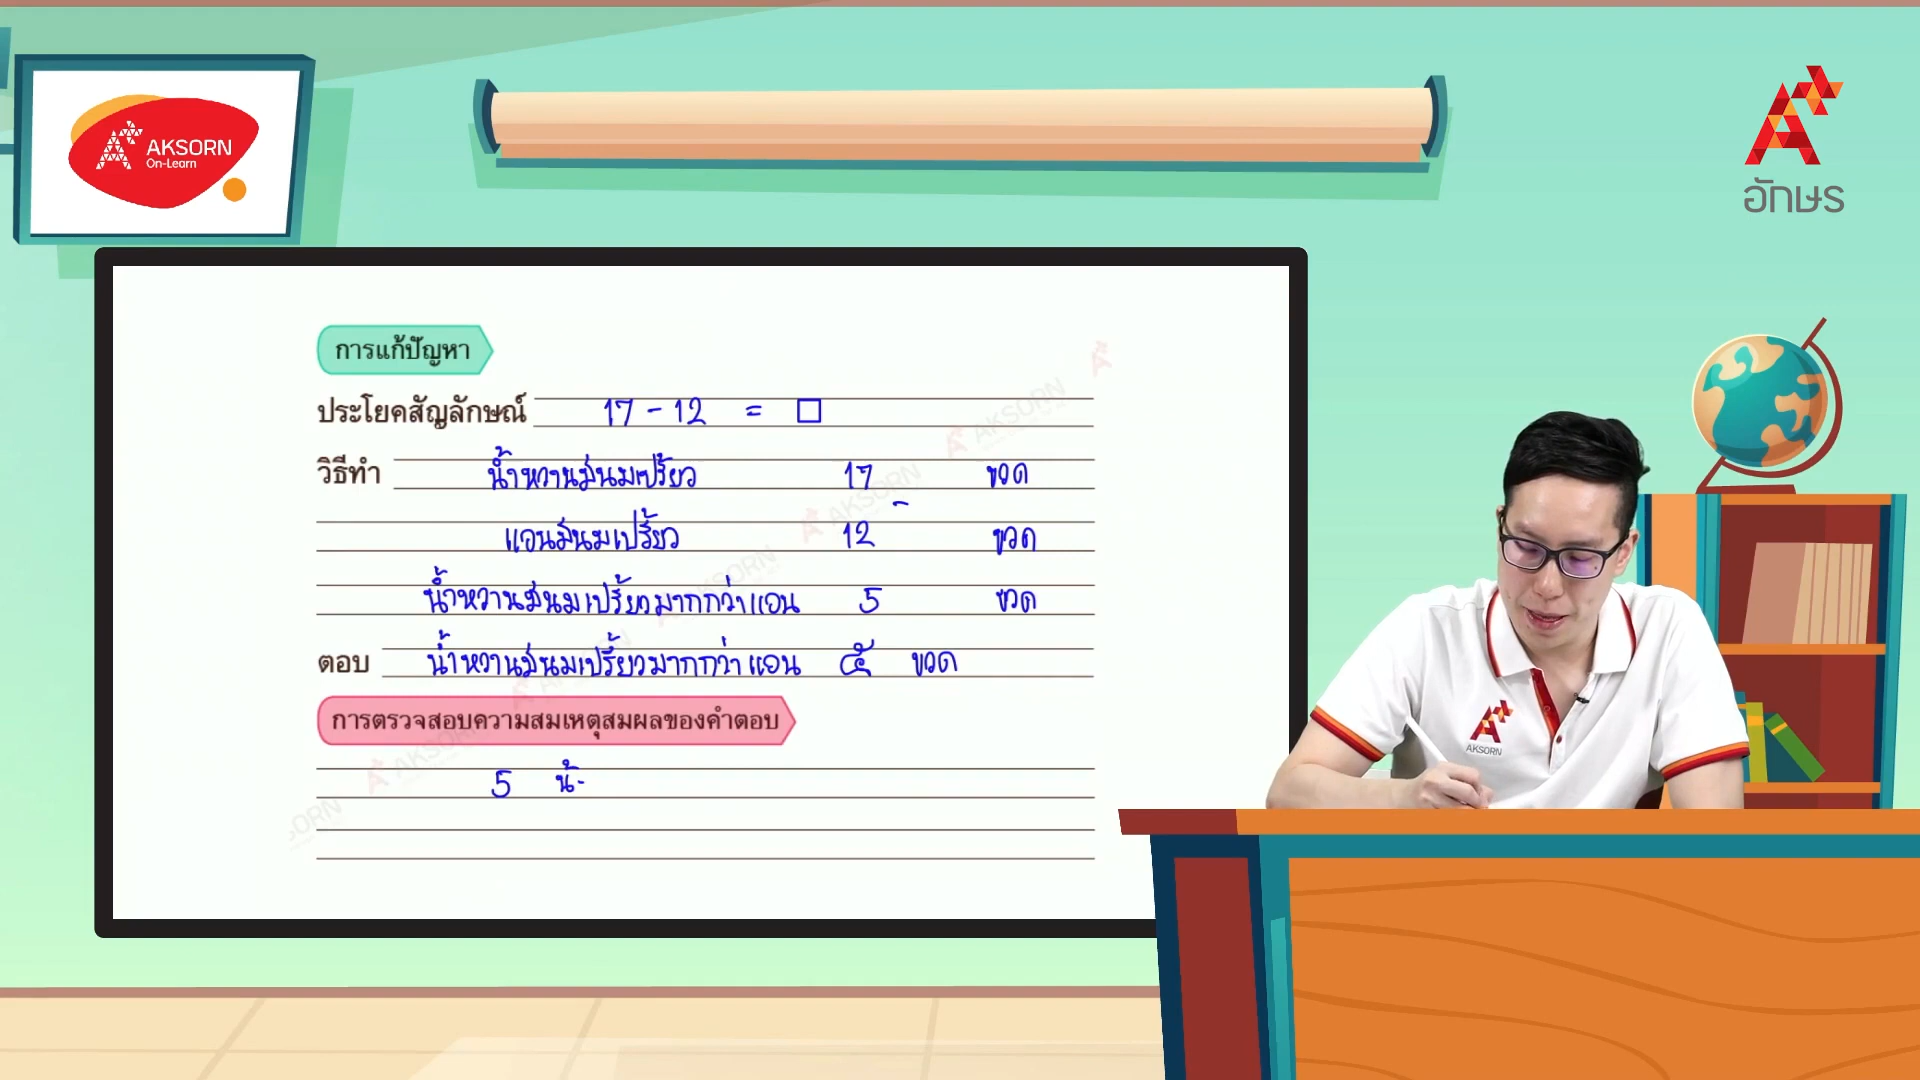 AKSORN
On-Learn
อักษร
การแก้ปัญหา
ประโยคสัญลักษณ์ 17 - 12 = □
วิธีทำ น้ำหวานมีนมเปรี้ยว 17 ขวด
แอนมีนมเปรี้ยว 12 ขวด
น้ำหวานมีนมเปรี้ยวมากกว่าแอน 5 ขวด
ตอบ น้ำหวานมีนมเปรี้ยวมากกว่าแอน ๕ ขวด
การตรวจสอบความสมเหตุสมผลของคำตอบ
5 น้
AKSORN